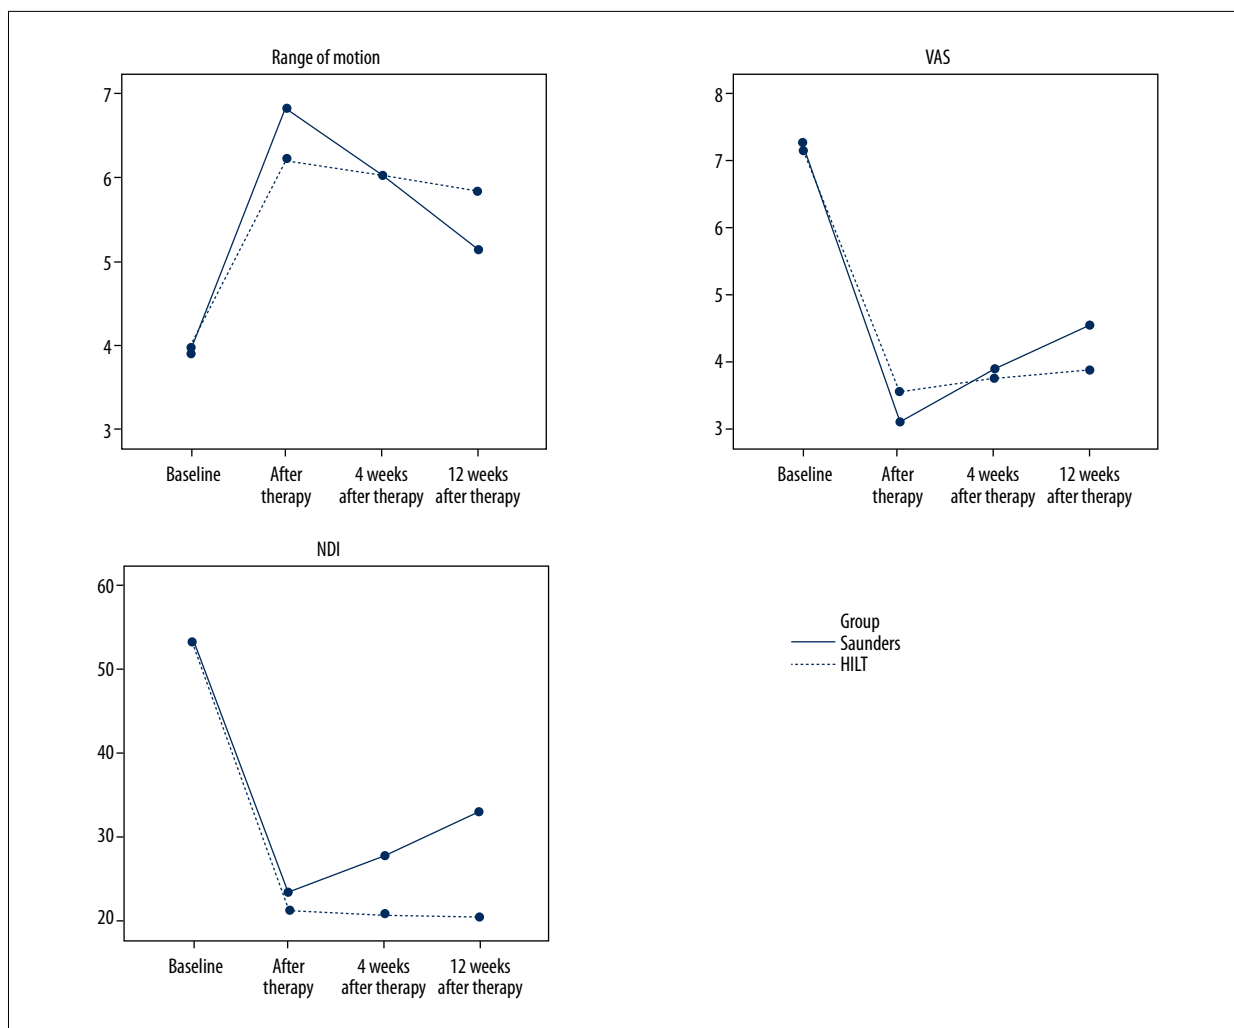 Range of motion
7
6
5
4
3
Baseline
After
therapy
4 weeks
after therapy
12 weeks
after therapy
VAS
8
7
6
5
4
3
Baseline
After
therapy
4 weeks
after therapy
12 weeks
after therapy
NDI
60
50
40
30
20
Baseline
After
therapy
4 weeks
after therapy
12 weeks
after therapy
Group
Saunders
HILT